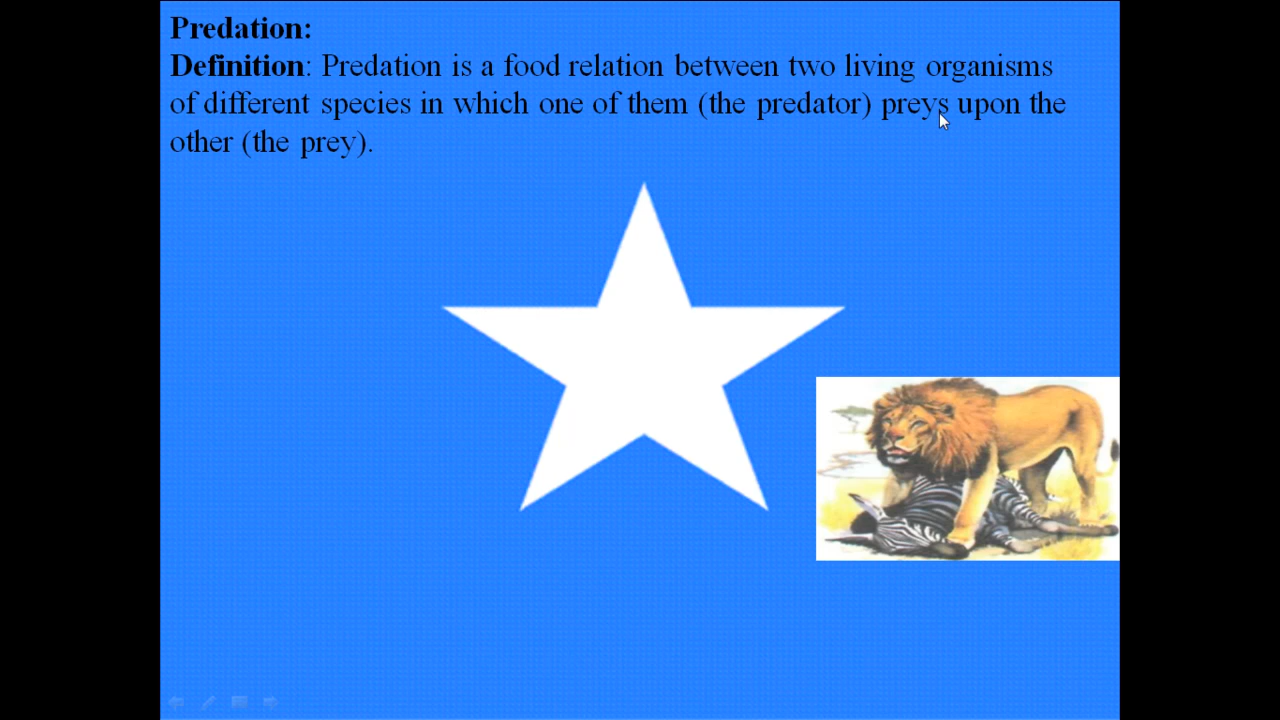 Predation:
Definition: Predation is a food relation between two living organisms
of different species in which one of them (the predator) preys upon the
other (the prey).